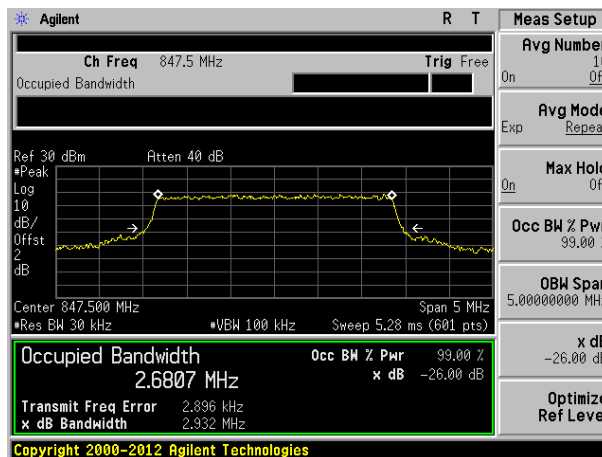 Agilent R T
Meas Setup
Ch Freq 847.5 MHz Trig Free
Occupied Bandwidth
Ref 30 dBm Atten 40 dB
#Peak
Log
10
dB/
Offst
2
dB
Center 847.500 MHz Span 5 MHz
#Res BW 30 kHz #VBW 100 kHz Sweep 5.28 ms (601 pts)
Occupied Bandwidth Occ BW % Pwr 99.00 %
2.6807 MHz x dB -26.00 dB
Transmit Freq Error 2.896 kHz
x dB Bandwidth 2.932 MHz
Copyright 2000-2012 Agilent Technologies
Avg Number
On
Avg Mode
Exp Repeat
Max Hold
On
Occ BW % Pwr
99.00
OBW Span
5.00000000 MHz
x dB
-26.00 dB
Optimize
Ref Level